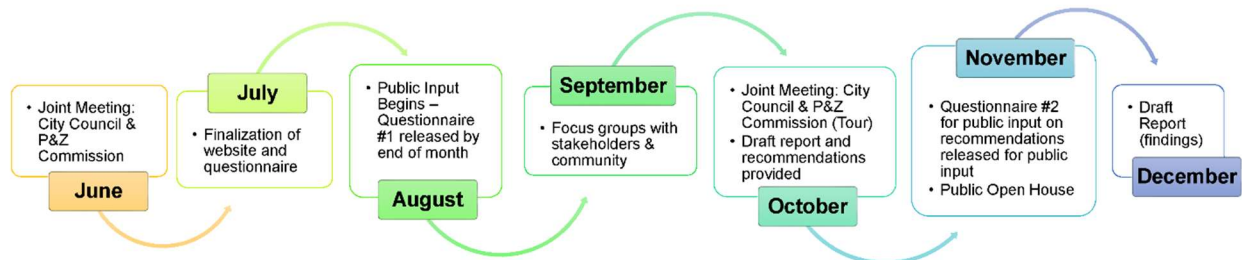 • Joint Meeting:
City Council &
P&Z
Commission
June
July
• Finalization of
website and
questionnaire
• Public Input
Begins –
Questionnaire
#1 released by
end of month
August
September
• Focus groups with
stakeholders &
community
• Joint Meeting: City
Council & P&Z
Commission (Tour)
• Draft report and
recommendations
provided
October
November
• Questionnaire #2
for public input on
recommendations
released for public
input
• Public Open House
• Draft
Report
(findings)
December